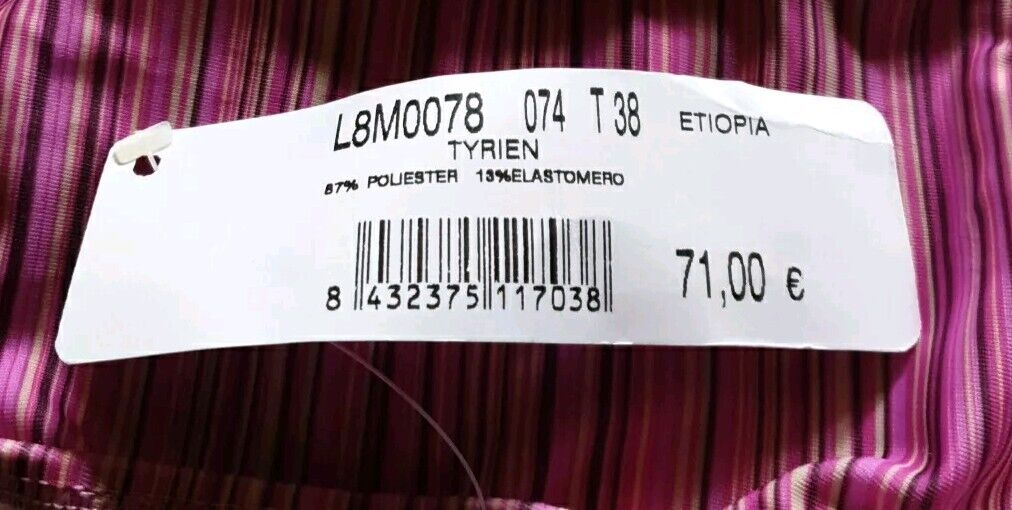 L8M0078 074 T 38 ETIOPIA
TYRIEN
87% POLIESTER 13%ELASTOMERO
71,00 €
8 432375 117038